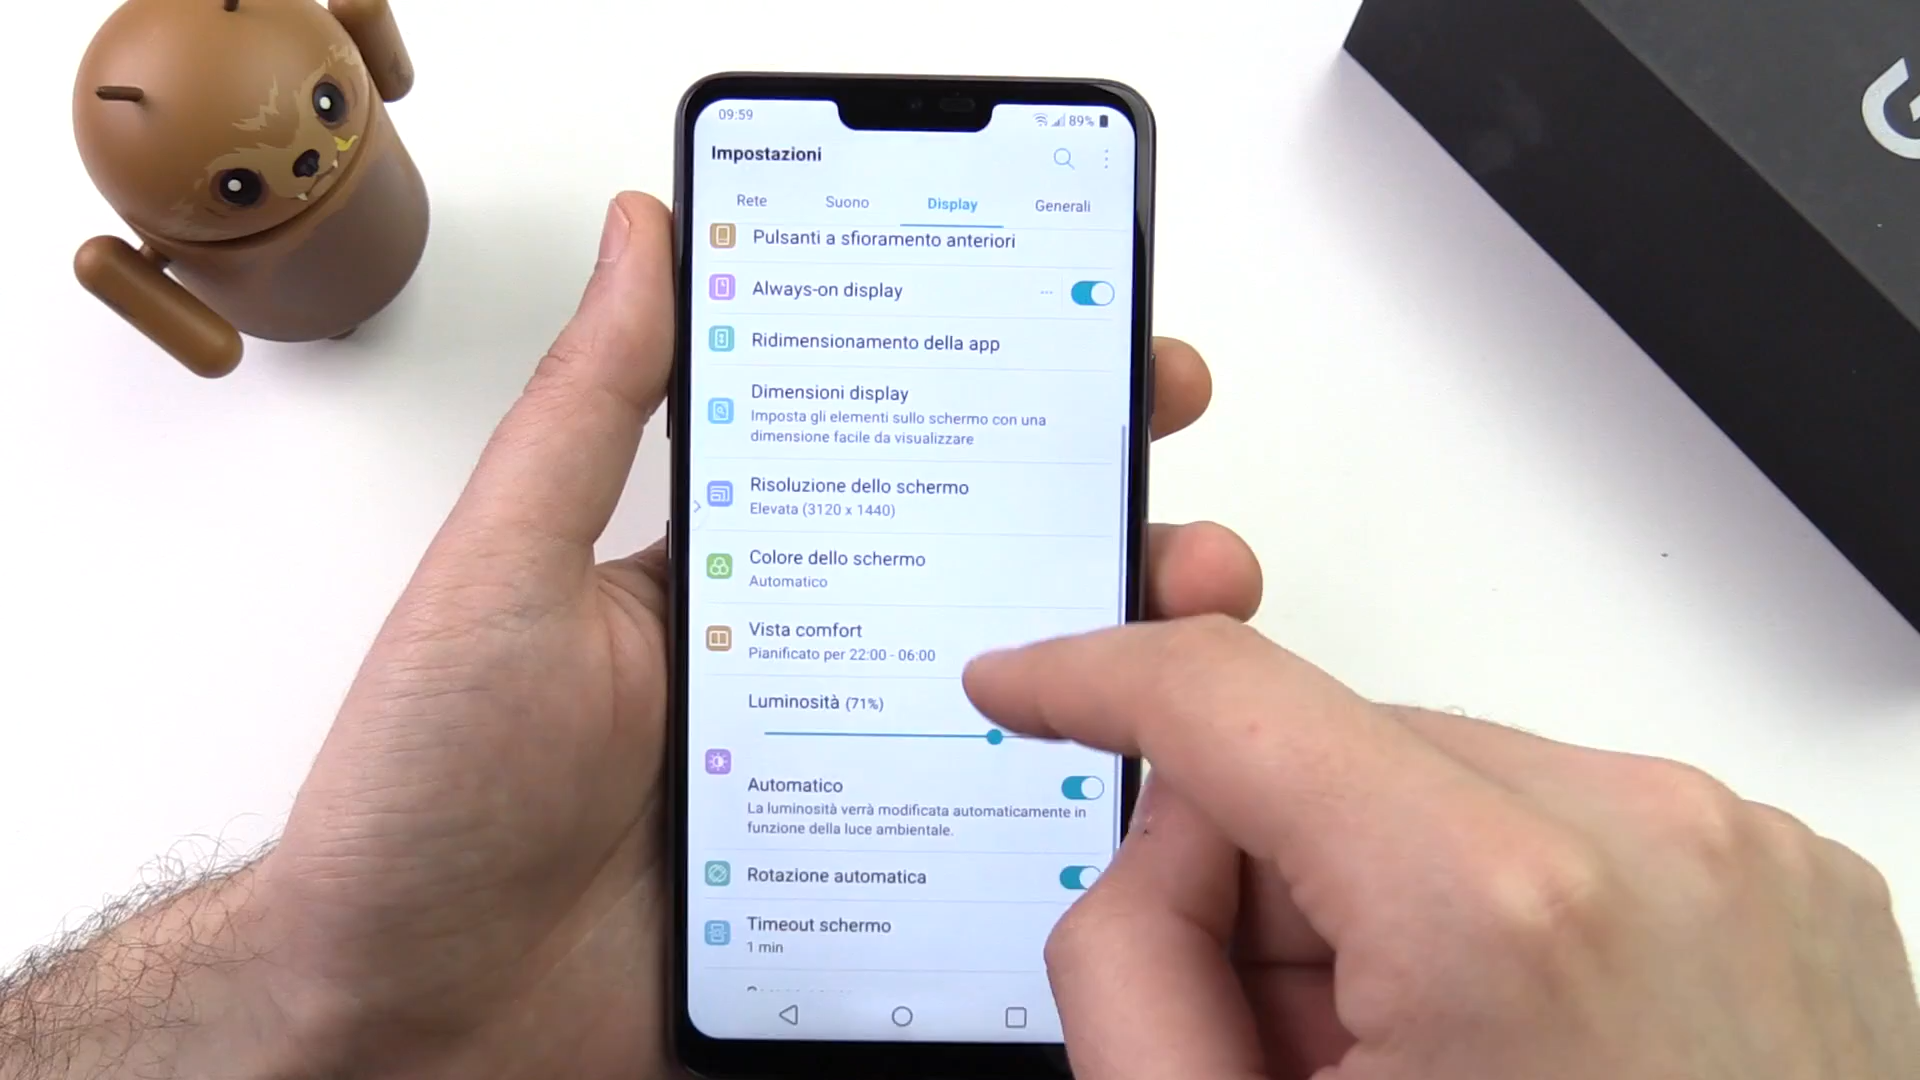 09:59
89%
Impostazioni
Rete
Suono
Display
Generali
Pulsanti a sfioramento anteriori
Always-on display
Ridimensionamento della app
Dimensioni display
Imposta gli elementi sullo schermo con una
dimensione facile da visualizzare
Risoluzione dello schermo
Elevata (3120 x 1440)
Colore dello schermo
Automatico
Vista comfort
Pianificato per 22:00 - 06:00
Luminosità (71%)
Automatico
La luminosità verrà modificata automaticamente in
funzione della luce ambientale.
Rotazione automatica
Timeout schermo
1 min
G